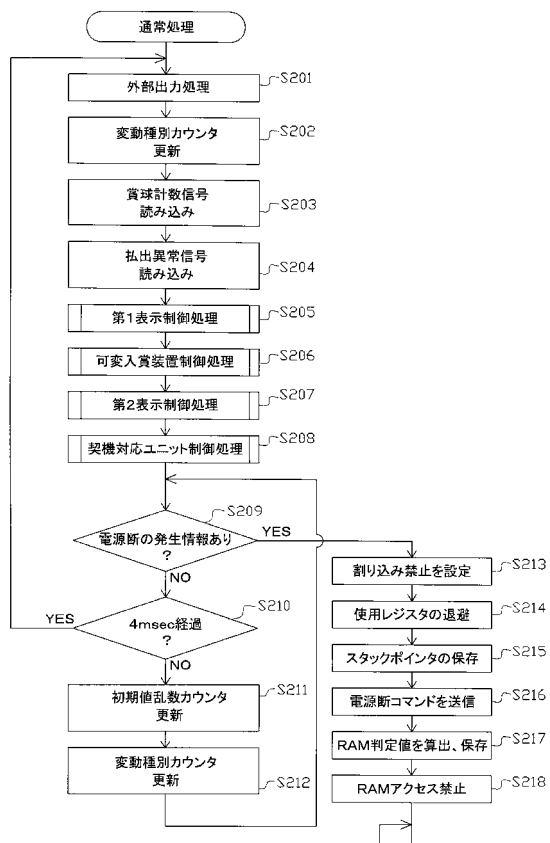 通常処理
外部出力処理
S201
変動種別カウンタ
更新
S202
賞球計数信号
読み込み
S203
払出異常信号
読み込み
S204
第1表示制御処理
S205
可変入賞装置制御処理
S206
第2表示制御処理
S207
契機対応ユニット制御処理
S208
S209
電源断の発生情報あり
?
YES
NO
S210
YES
4msec経過
?
NO
初期値乱数カウンタ
更新
S211
変動種別カウンタ
更新
S212
割り込み禁止を設定
S213
使用レジスタの退避
S214
スタックポインタの保存
S215
電源断コマンドを送信
S216
RAM判定値を算出、保存
S217
RAMアクセス禁止
S218